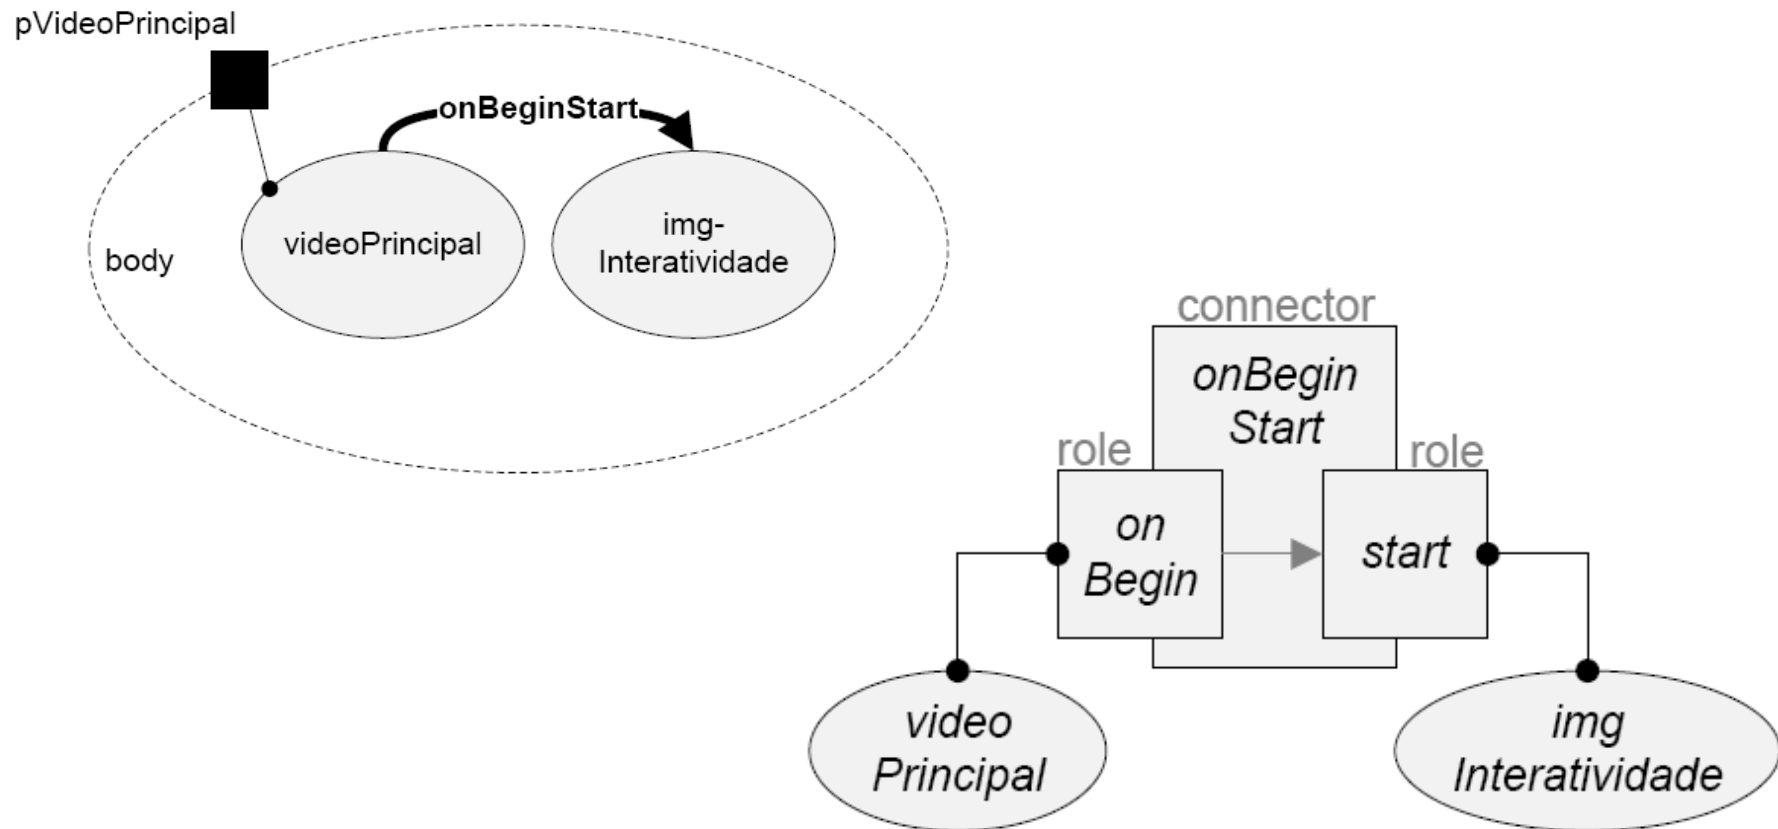 pVideoPrincipal
onBeginStart
videoPrincipal
img-
Interatividade
body
connector
onBegin
Start
role
role
on
Begin
start
video
Principal
img
Interatividade